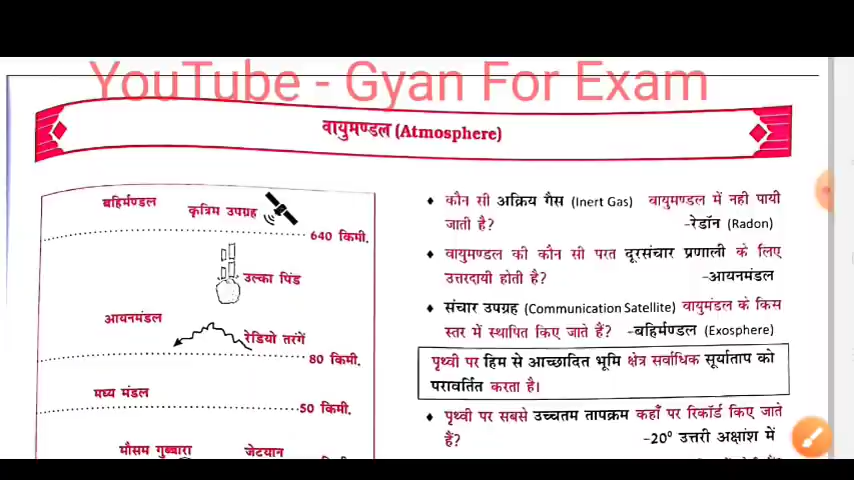 YouTube - Gyan For Exam
वायुमण्डल (Atmosphere)
बहिर्मण्डल
कृत्रिम उपग्रह
640 किमी.
उल्का पिंड
आयनमंडल
रेडियो तरंगें
80 किमी.
मध्य मंडल
50 किमी.
मौसम गुब्बारा
जेटयान
♦ कौन सी अक्रिय गैस (Inert Gas) वायुमण्डल में नही पायी
जाती है? -रेडॉन (Radon)
♦ वायुमण्डल की कौन सी परत दूरसंचार प्रणाली के लिए
उत्तरदायी होती है? -आयनमंडल
♦ संचार उपग्रह (Communication Satellite) वायुमंडल के किस
स्तर में स्थापित किए जाते हैं? -बहिर्मण्डल (Exosphere)
पृथ्वी पर हिम से आच्छादित भूमि क्षेत्र सर्वाधिक सूर्याताप को
परावर्तित करता है।
♦ पृथ्वी पर सबसे उच्चतम तापक्रम कहाँ पर रिकॉर्ड किए जाते
हैं? -20⁰ उत्तरी अक्षांश में